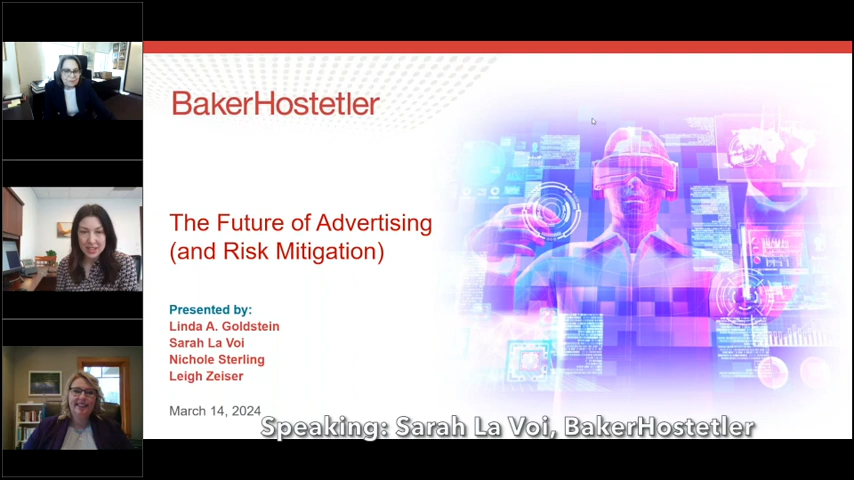 BakerHostetler
The Future of Advertising
(and Risk Mitigation)
Presented by:
Linda A. Goldstein
Sarah La Voi
Nichole Sterling
Leigh Zeiser
March 14, 2024
Speaking: Sarah La Voi, BakerHostetler